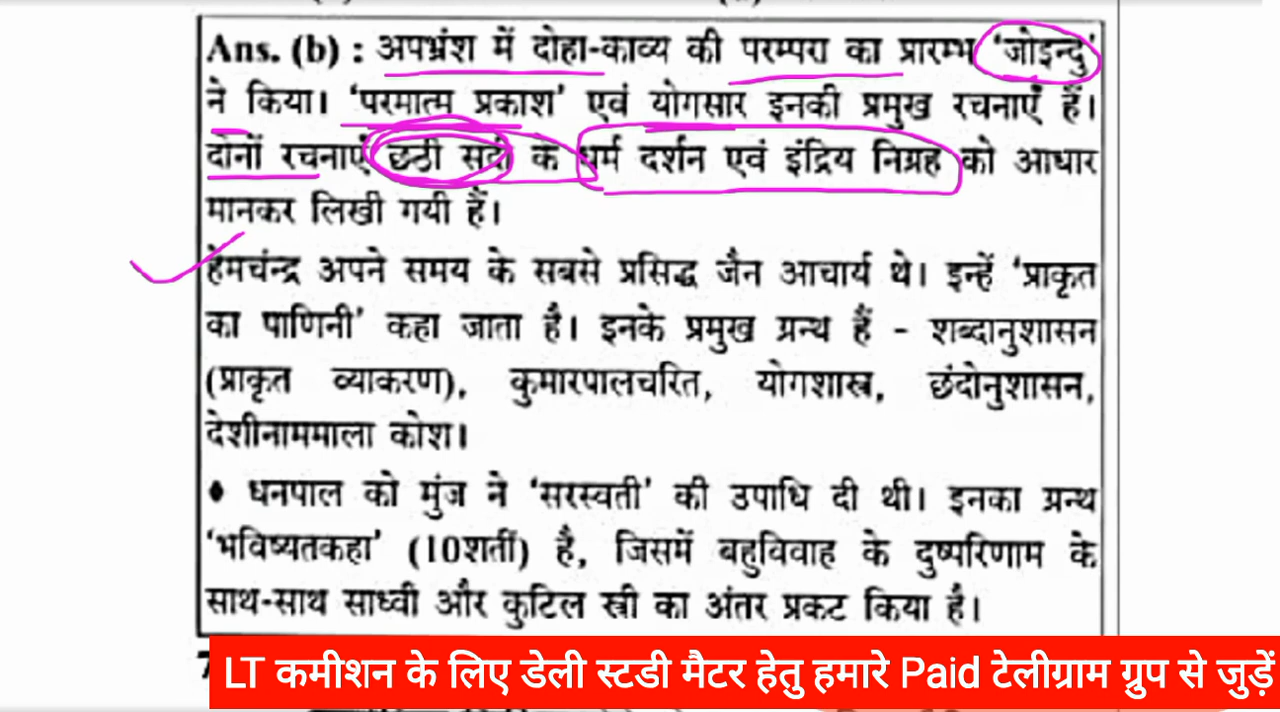 Ans. (b) : अपभ्रंश में दोहा-काव्य की परम्परा का प्रारम्भ 'जोइन्दु'
ने किया। 'परमात्म प्रकाश' एवं योगसार इनकी प्रमुख रचनाएँ हैं।
दोनों रचनाएँ छठी सदी के धर्म दर्शन एवं इंद्रिय निग्रह को आधार
मानकर लिखी गयी हैं।
हेमचंन्द्र अपने समय के सबसे प्रसिद्ध जैन आचार्य थे। इन्हें 'प्राकृत
का पाणिनी' कहा जाता है। इनके प्रमुख ग्रन्थ हैं - शब्दानुशासन
(प्राकृत व्याकरण), कुमारपालचरित, योगशास्त्र, छंदोनुशासन,
देशीनाममाला कोश।
♦ धनपाल को मुंज ने 'सरस्वती' की उपाधि दी थी। इनका ग्रन्थ
'भविष्यतकहा' (10शर्ती) है, जिसमें बहुविवाह के दुष्परिणाम के
साथ-साथ साध्वी और कुटिल स्त्री का अंतर प्रकट किया है।
LT कमीशन के लिए डेली स्टडी मैटर हेतु हमारे Paid टेलीग्राम ग्रुप से जुड़ें